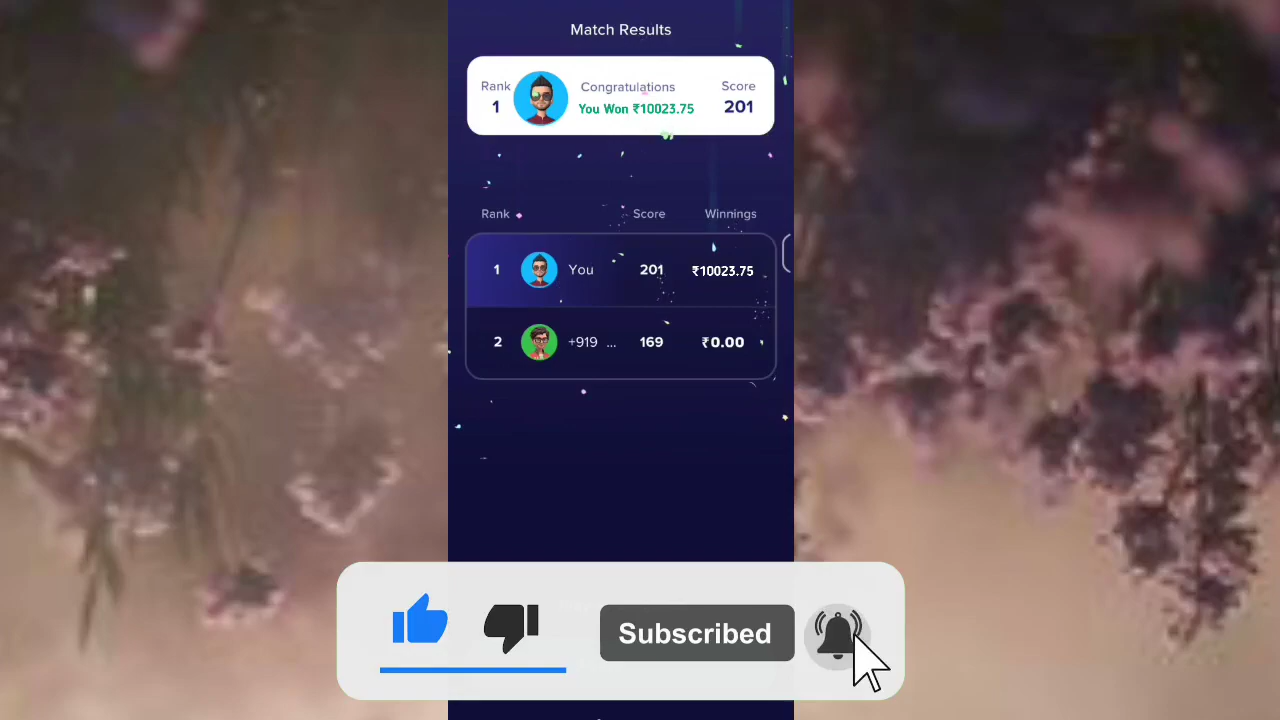 Match Results
Rank
1
Congratulations
You Won ₹10023.75
Score
201
Rank Score Winnings
1 You 201 ₹10023.75
2 +919 ... 169 ₹0.00
Subscribed